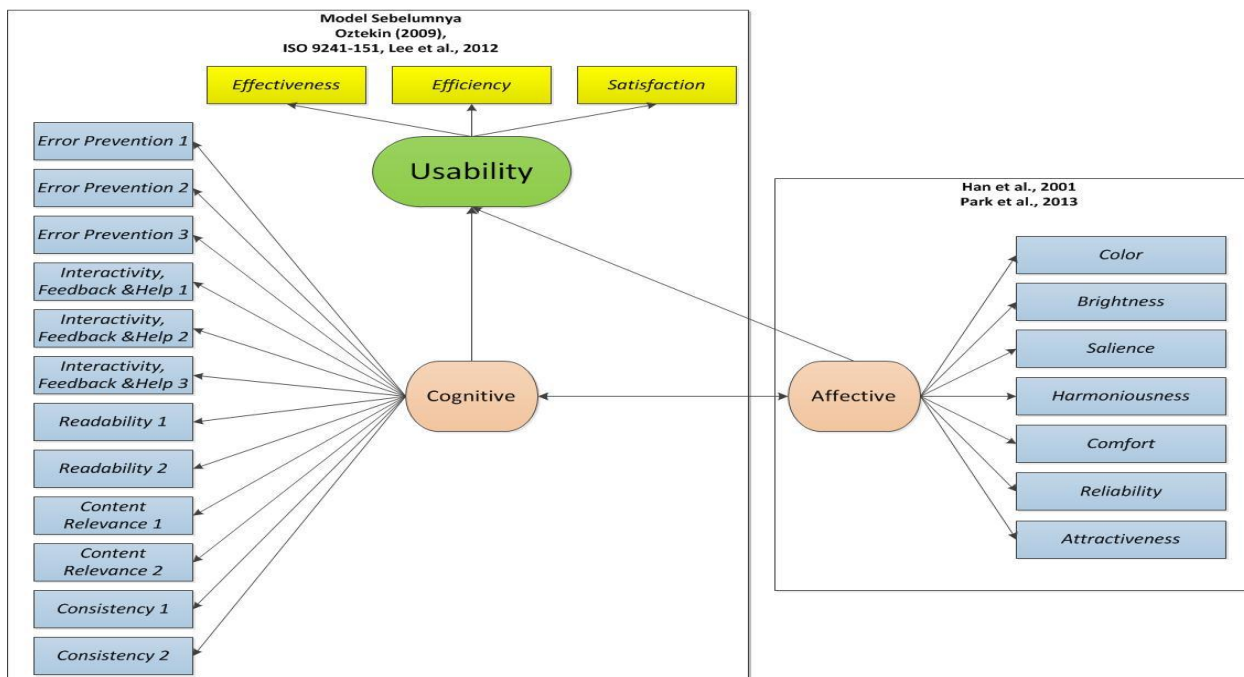 Model Sebelumnya
Oztekin (2009),
ISO 9241-151, Lee et al., 2012
Effectiveness
Efficiency
Satisfaction
Usability
Error Prevention 1
Error Prevention 2
Error Prevention 3
Interactivity,
Feedback &Help 1
Interactivity,
Feedback &Help 2
Interactivity,
Feedback &Help 3
Readability 1
Readability 2
Content
Relevance 1
Content
Relevance 2
Consistency 1
Consistency 2
Cognitive
Han et al., 2001
Park et al., 2013
Affective
Color
Brightness
Salience
Harmoniousness
Comfort
Reliability
Attractiveness